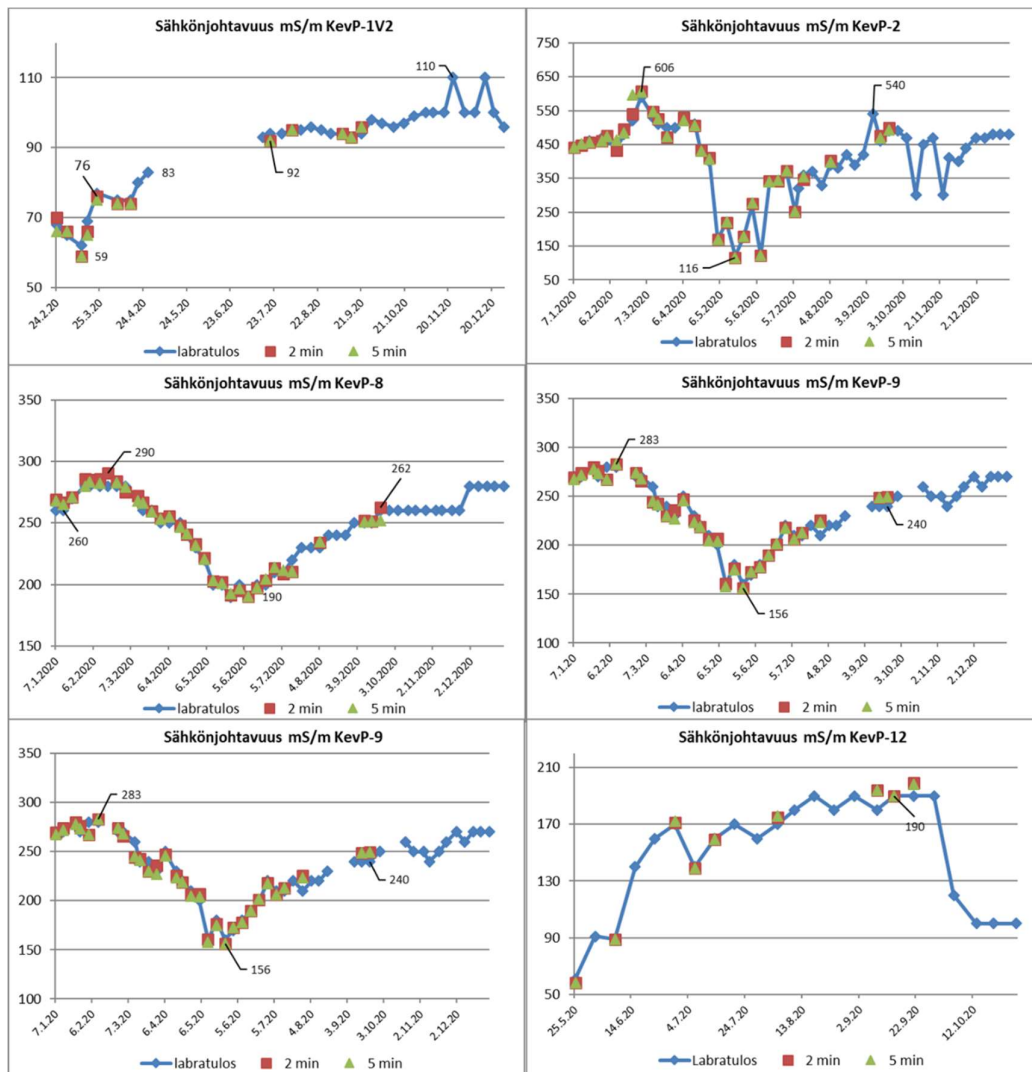 Sähkönjohtavuus mS/m KevP-1V2
110
90
70
50
110
92
83
76
59
24.2.20 25.3.20 24.4.20 24.5.20 23.6.20 23.7.20 22.8.20 21.9.20 21.10.20 20.11.20 20.12.20
labratulos 2 min 5 min
Sähkönjohtavuus mS/m KevP-2
750
650
550
450
350
250
150
50
606
540
116
7.1.2020 6.2.2020 7.3.2020 6.4.2020 6.5.2020 5.6.2020 5.7.2020 4.8.2020 3.9.2020 3.10.2020 2.11.2020 2.12.2020
labratulos 2 min 5 min
Sähkönjohtavuus mS/m KevP-8
350
300
250
200
150
290
262
260
190
7.1.2020 6.2.2020 7.3.2020 6.4.2020 6.5.2020 5.6.2020 5.7.2020 4.8.2020 3.9.2020 3.10.2020 2.11.2020 2.12.2020
labratulos 2 min 5 min
Sähkönjohtavuus mS/m KevP-9
350
300
250
200
150
100
283
240
156
7.1.20 6.2.20 7.3.20 6.4.20 6.5.20 5.6.20 5.7.20 4.8.20 3.9.20 3.10.20 2.11.20 2.12.20
labratulos 2 min 5 min
Sähkönjohtavuus mS/m KevP-9
350
300
250
200
150
100
283
240
156
7.1.20 6.2.20 7.3.20 6.4.20 6.5.20 5.6.20 5.7.20 4.8.20 3.9.20 3.10.20 2.11.20 2.12.20
labratulos 2 min 5 min
Sähkönjohtavuus mS/m KevP-12
210
170
130
90
50
190
25.5.20 14.6.20 4.7.20 24.7.20 13.8.20 2.9.20 22.9.20 12.10.20
Labratulos 2 min 5 min